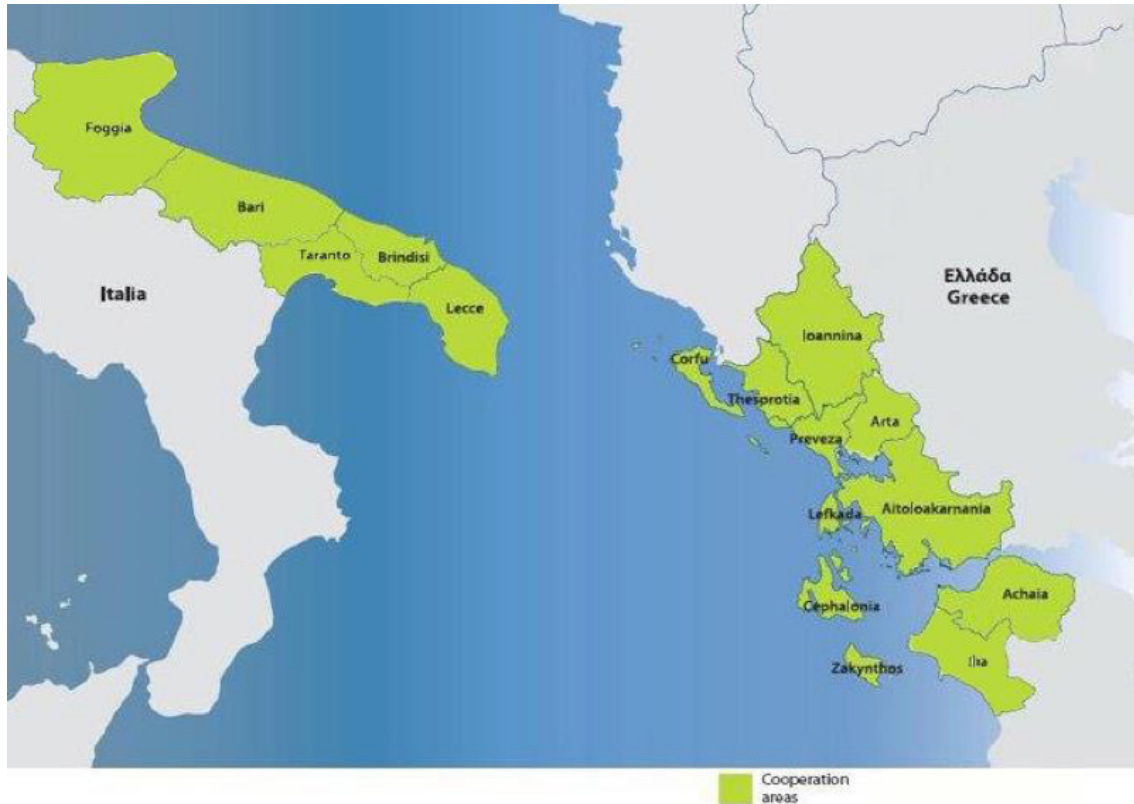 Foggia
Bari
Taranto
Brindisi
Lecce
Italia
Ελλάδα
Greece
Ioannina
Corfu
Thesprotia
Arta
Preveza
Lefkada
Aitoloakarnania
Cephalonia
Achaia
Zakynthos
Ilia
Cooperation
areas